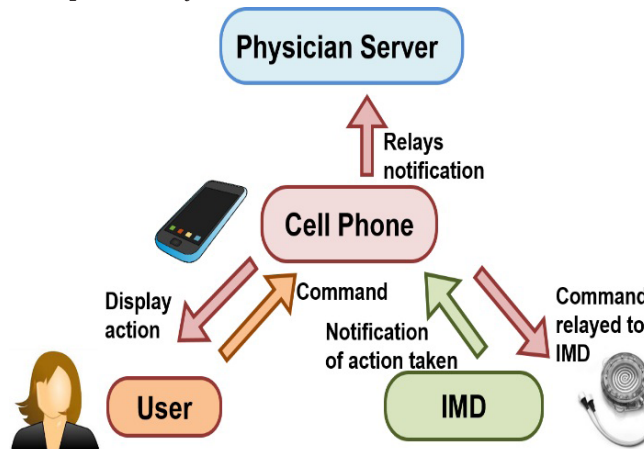 Physician Server
Relays
notification
Cell Phone
Display
action
Command
Notification
of action taken
Command
relayed to
IMD
User
IMD